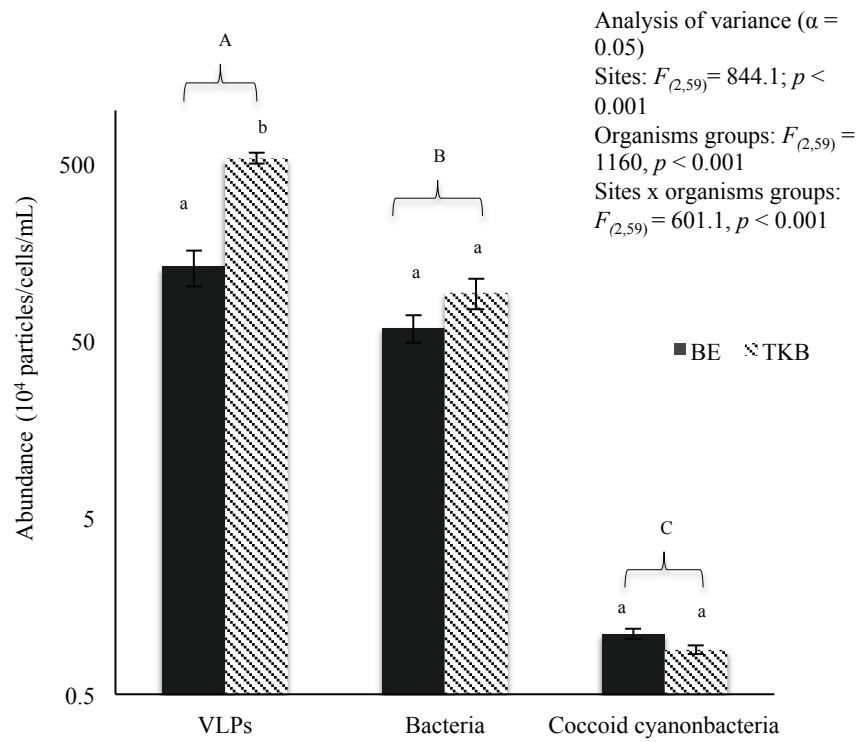 Analysis of variance (α =
0.05)
Sites: F(2,59)= 844.1; p <
0.001
Organisms groups: F(2,59) =
1160, p < 0.001
Sites x organisms groups:
F(2,59) = 601.1, p < 0.001
A
b
a
B
a
a
C
a
a
BE TKB
Abundance (10⁴ particles/cells/mL)
500
50
5
0.5
VLPs Bacteria Coccoid cyanonbacteria